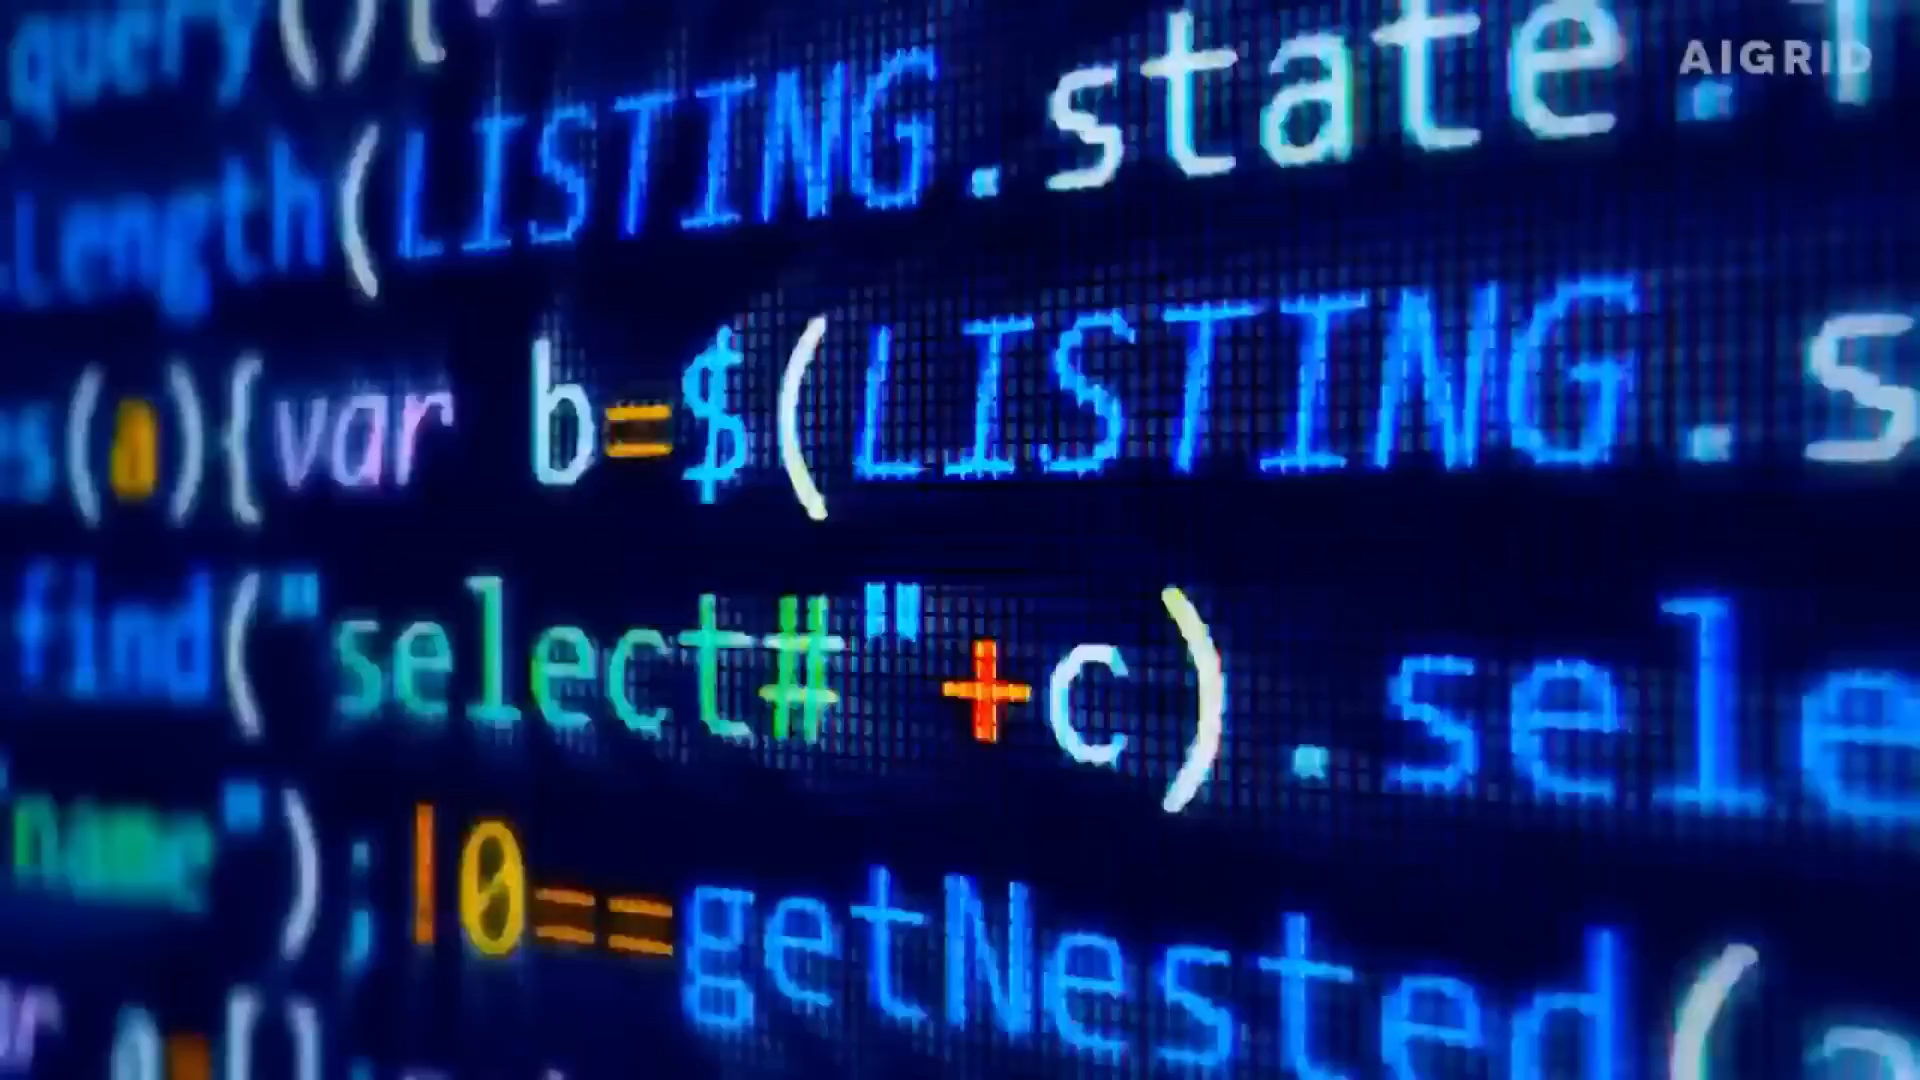 query(){
AIGRID
.length(LISTING.state.
s(a){var b=$(LISTING.s
find("select#"+c).sele
name");!0==getNested(a